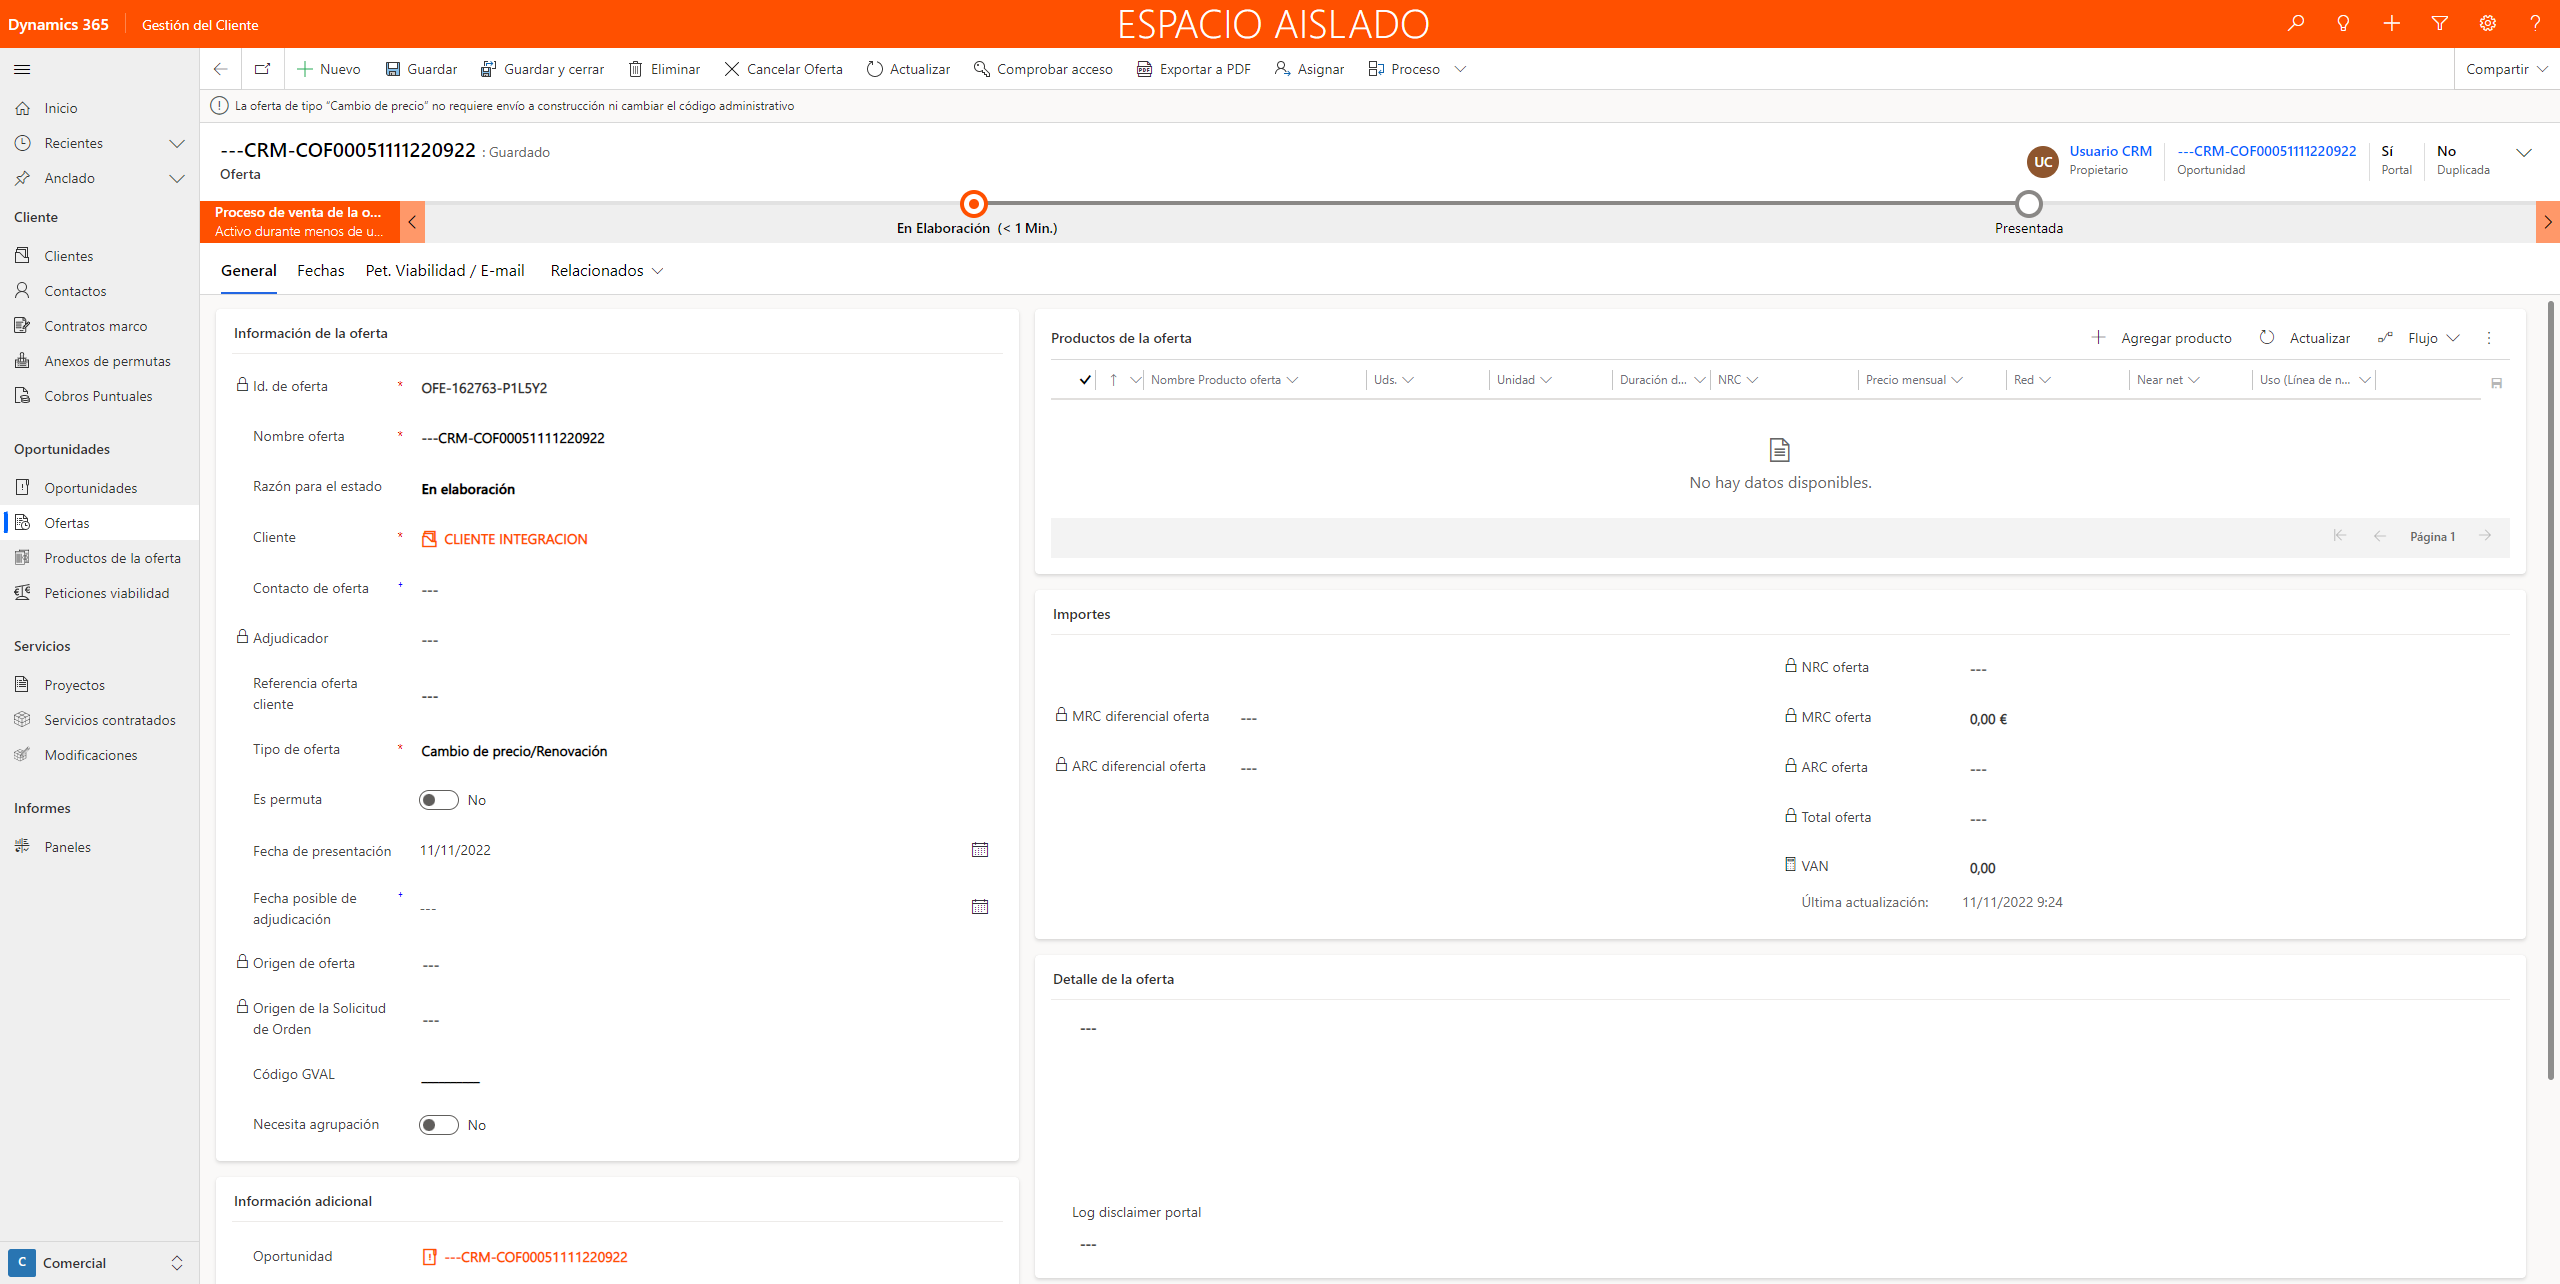 Dynamics 365
Gestión del Cliente
ESPACIO AISLADO
Nuevo
Guardar
Guardar y cerrar
Eliminar
Cancelar Oferta
Actualizar
Comprobar acceso
Exportar a PDF
Asignar
Proceso
Compartir
La oferta de tipo “Cambio de precio” no requiere envío a construcción ni cambiar el código administrativo
Inicio
Recientes
Anclado
Cliente
Clientes
Contactos
Contratos marco
Anexos de permutas
Cobros Puntuales
Oportunidades
Oportunidades
Ofertas
Productos de la oferta
Peticiones viabilidad
Servicios
Proyectos
Servicios contratados
Modificaciones
Informes
Paneles
C Comercial
---CRM-COF00051111220922 : Guardado
Oferta
UC
Usuario CRM
Propietario
---CRM-COF00051111220922
Oportunidad
Sí
Portal
No
Duplicada
Proceso de venta de la o...
Activo durante menos de u...
En Elaboración (< 1 Min.)
Presentada
General
Fechas
Pet. Viabilidad / E-mail
Relacionados
Información de la oferta
Id. de oferta * OFE-162763-P1L5Y2
Nombre oferta * ---CRM-COF00051111220922
Razón para el estado En elaboración
Cliente * CLIENTE INTEGRACION
Contacto de oferta + ---
Adjudicador ---
Referencia oferta
cliente ---
Tipo de oferta * Cambio de precio/Renovación
Es permuta No
Fecha de presentación 11/11/2022
Fecha posible de
adjudicación + ---
Origen de oferta ---
Origen de la Solicitud
de Orden ---
Código GVAL ________
Necesita agrupación No
Información adicional
Oportunidad ---CRM-COF00051111220922
Productos de la oferta
Agregar producto
Actualizar
Flujo
Nombre Producto oferta
Uds.
Unidad
Duración d...
NRC
Precio mensual
Red
Near net
Uso (Línea de n...
No hay datos disponibles.
Página 1
Importes
NRC oferta ---
MRC diferencial oferta ---
MRC oferta 0,00 €
ARC diferencial oferta ---
ARC oferta ---
Total oferta ---
VAN 0,00
Última actualización: 11/11/2022 9:24
Detalle de la oferta
---
Log disclaimer portal
---